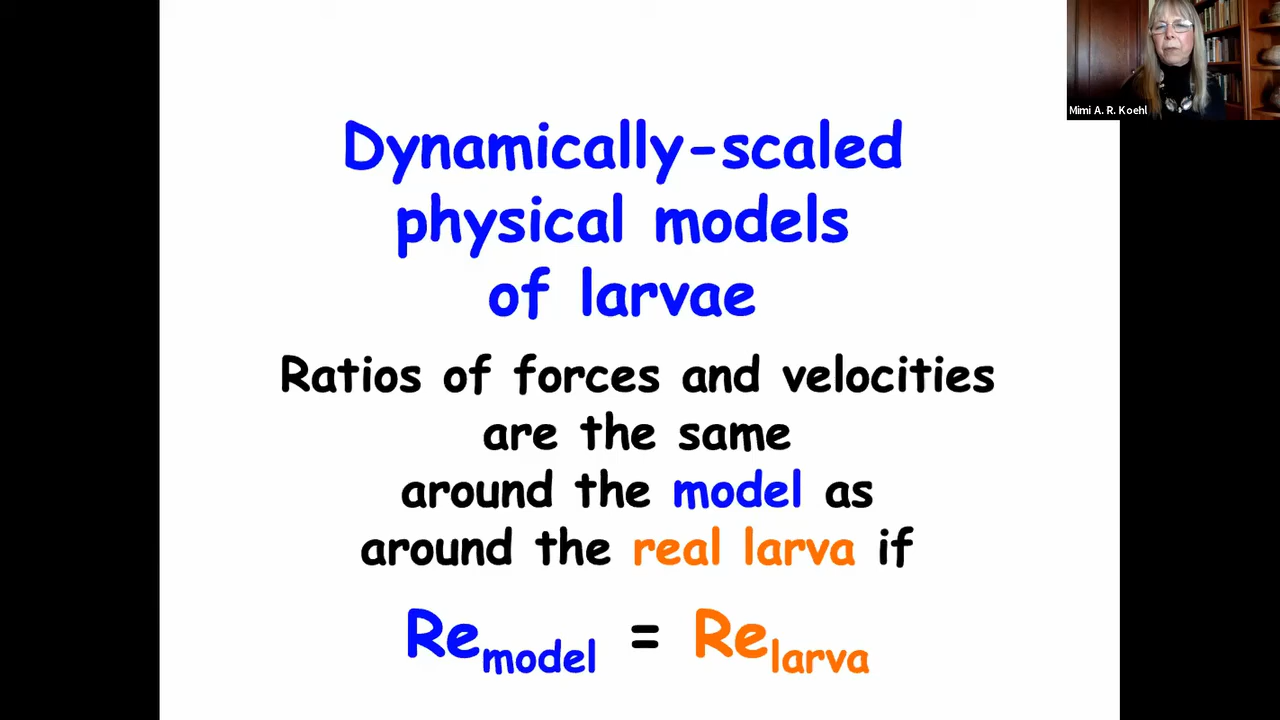 Mimi A. R. Koehl
Dynamically-scaled
physical models
of larvae
Ratios of forces and velocities
are the same
around the model as
around the real larva if
Remodel = Relarva